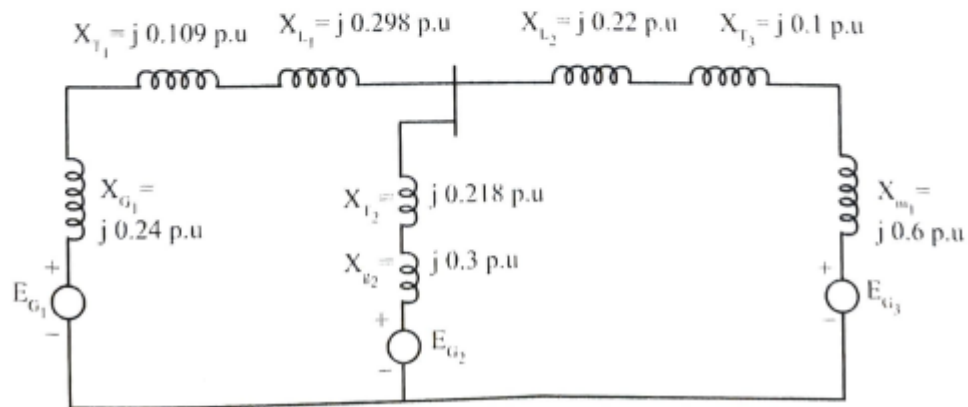 X_T₁ = j 0.109 p.u
X_L₁ = j 0.298 p.u
X_L₂ = j 0.22 p.u
X_T₃ = j 0.1 p.u
X_G₁ =
j 0.24 p.u
X_T₂ = j 0.218 p.u
X_g₂ = j 0.3 p.u
X_m₁ =
j 0.6 p.u
+
E_G₁
−
+
E_G₂
−
+
E_G₃
−